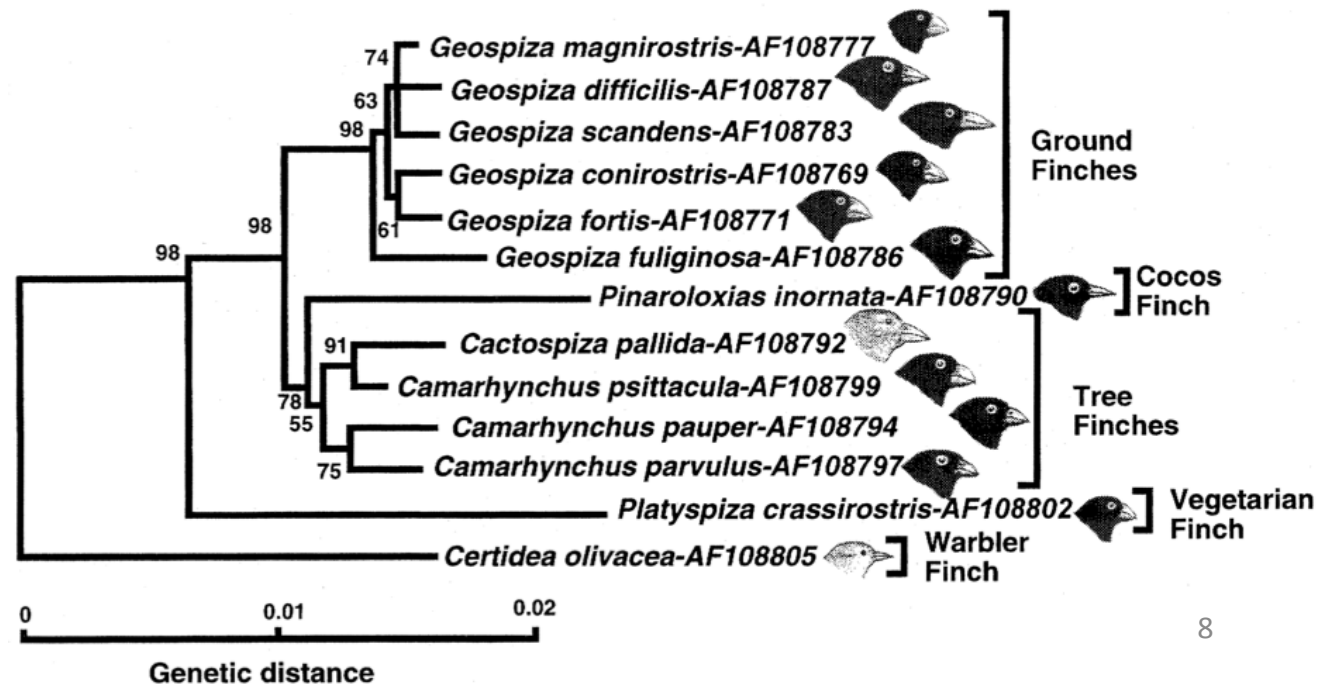 74
Geospiza magnirostris-AF108777
63
Geospiza difficilis-AF108787
98
Geospiza scandens-AF108783
Ground
Finches
Geospiza conirostris-AF108769
Geospiza fortis-AF108771
61
98
98
Geospiza fuliginosa-AF108786
Cocos
Finch
Pinaroloxias inornata-AF108790
91
Cactospiza pallida-AF108792
Camarhynchus psittacula-AF108799
78
55
Tree
Finches
Camarhynchus pauper-AF108794
75
Camarhynchus parvulus-AF108797
Platyspiza crassirostris-AF108802
Vegetarian
Finch
Certidea olivacea-AF108805
Warbler
Finch
0
0.01
0.02
Genetic distance
8